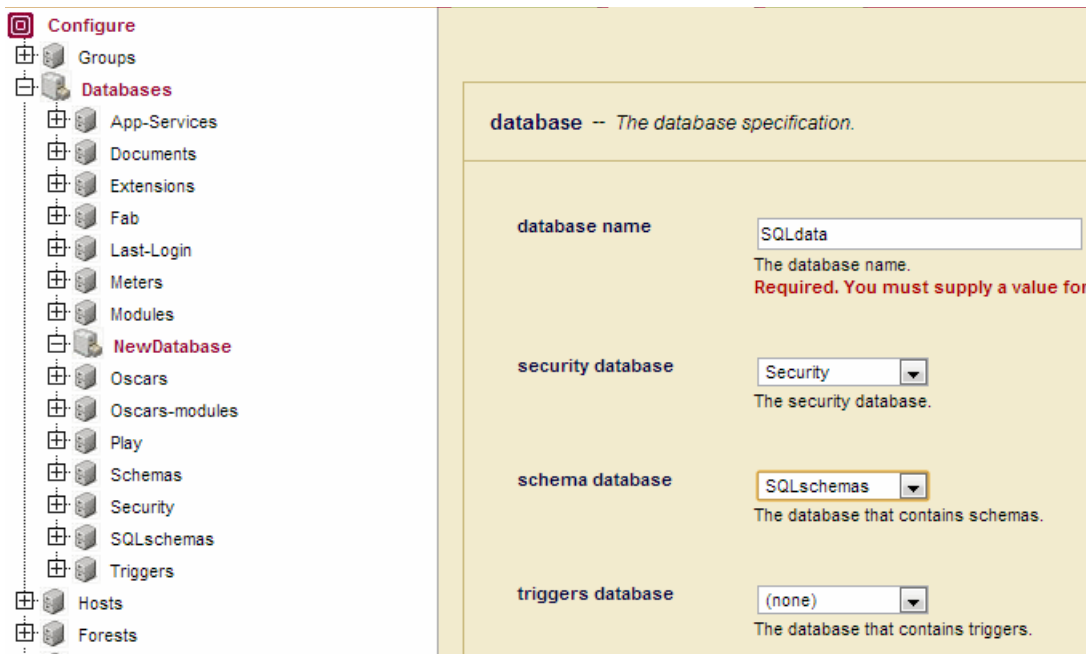 Configure
Groups
Databases
App-Services
Documents
Extensions
Fab
Last-Login
Meters
Modules
NewDatabase
Oscars
Oscars-modules
Play
Schemas
Security
SQLschemas
Triggers
Hosts
Forests
database -- The database specification.
database name SQLdata
The database name.
Required. You must supply a value for
security database Security
The security database.
schema database SQLschemas
The database that contains schemas.
triggers database (none)
The database that contains triggers.